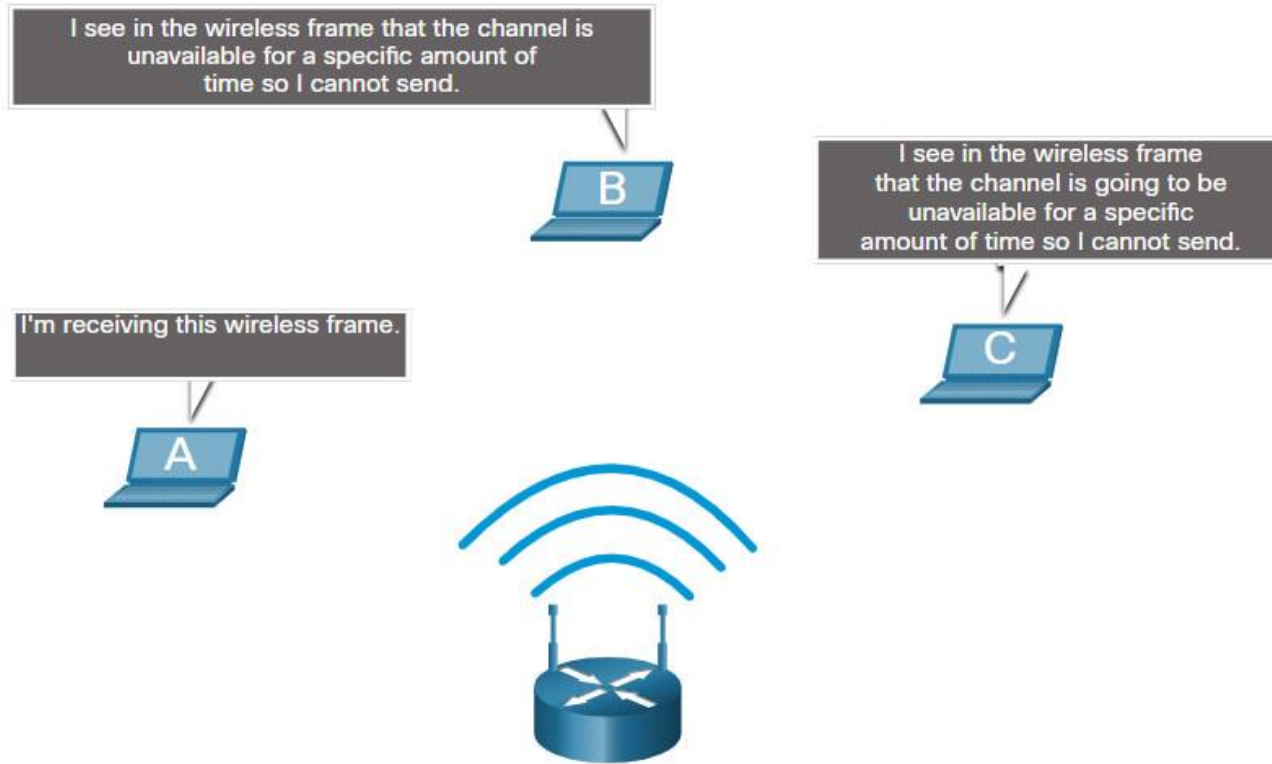 I see in the wireless frame that the channel is
unavailable for a specific amount of
time so I cannot send.
B
I see in the wireless frame
that the channel is going to be
unavailable for a specific
amount of time so I cannot send.
C
I'm receiving this wireless frame.
A